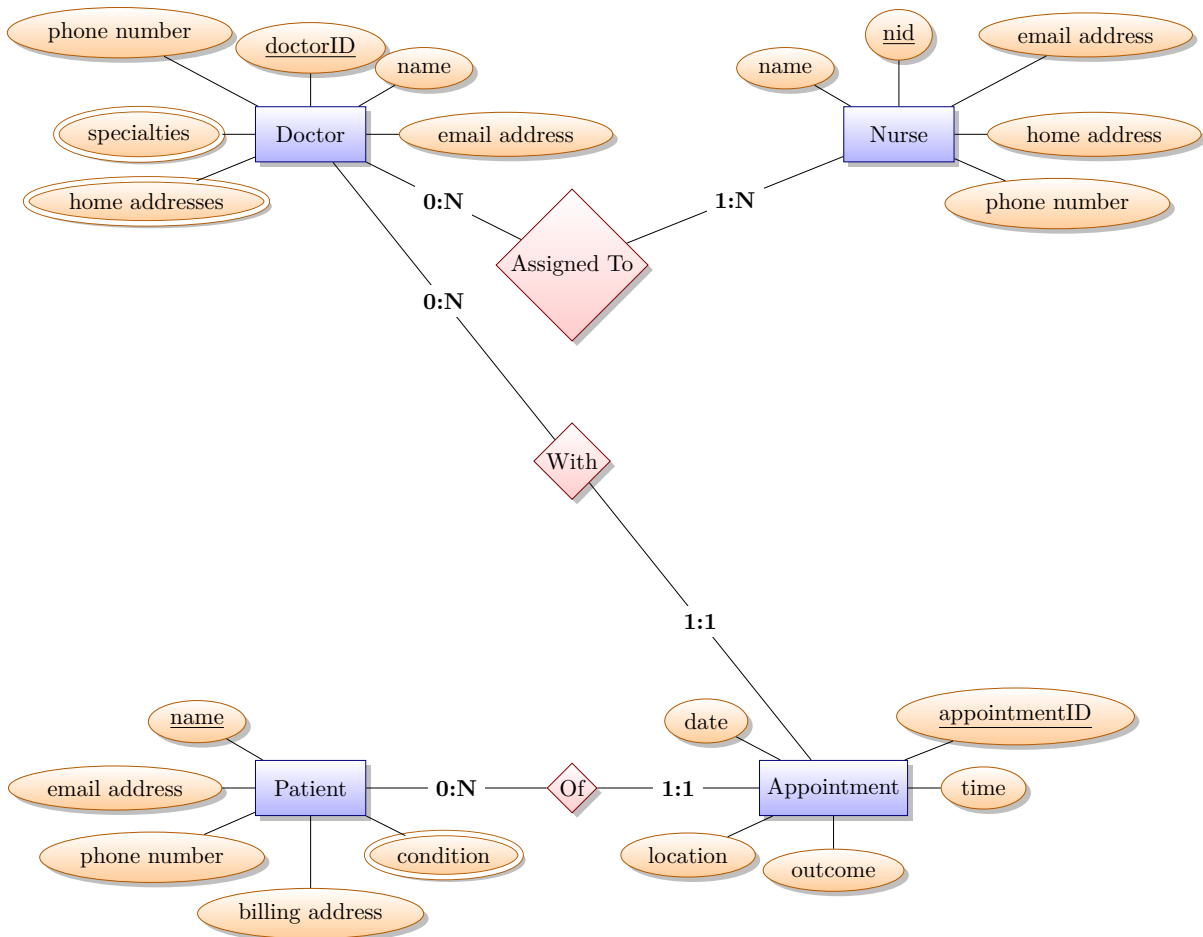 phone number
doctorID
name
specialties
Doctor
email address
home addresses
name
nid
email address
Nurse
home address
phone number
0:N
1:N
Assigned To
0:N
With
1:1
name
email address
Patient
phone number
condition
billing address
0:N
Of
1:1
date
appointmentID
Appointment
time
location
outcome